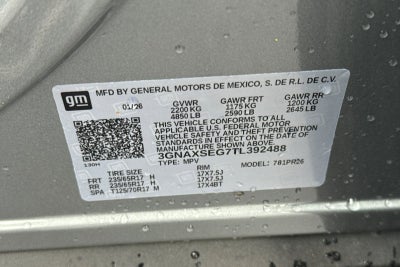 gm
MFD BY GENERAL MOTORS DE MEXICO, S DE R.L. DE C.V.
01/26 GVWR GAWR FRT GAWR RR
2200 KG 1175 KG 1200 KG
4850 LB 2590 LB 2645 LB
THIS VEHICLE CONFORMS TO ALL
APPLICABLE U.S. FEDERAL MOTOR
VEHICLE SAFETY AND THEFT PREVENTION
STANDARDS IN EFFECT ON THE DATE OF
MANUFACTURE SHOWN ABOVE.
3GNAXSEG7TL392488
TYPE: MPV MODEL: 781PR26
TIRE SIZE RIM
FRT 235/65R17 H 17X7.5J
RR 235/65R17 H 17X7.5J
SPA T125/70R17 M 17X4BT